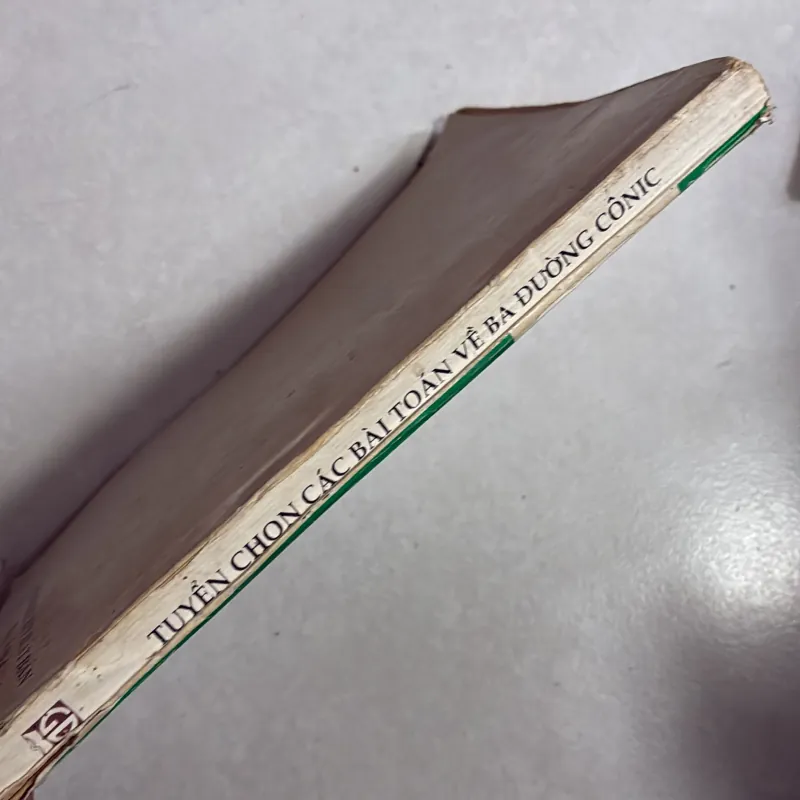 TUYỂN CHỌN CÁC BÀI TOÁN VỀ BA ĐƯỜNG CÔNIC